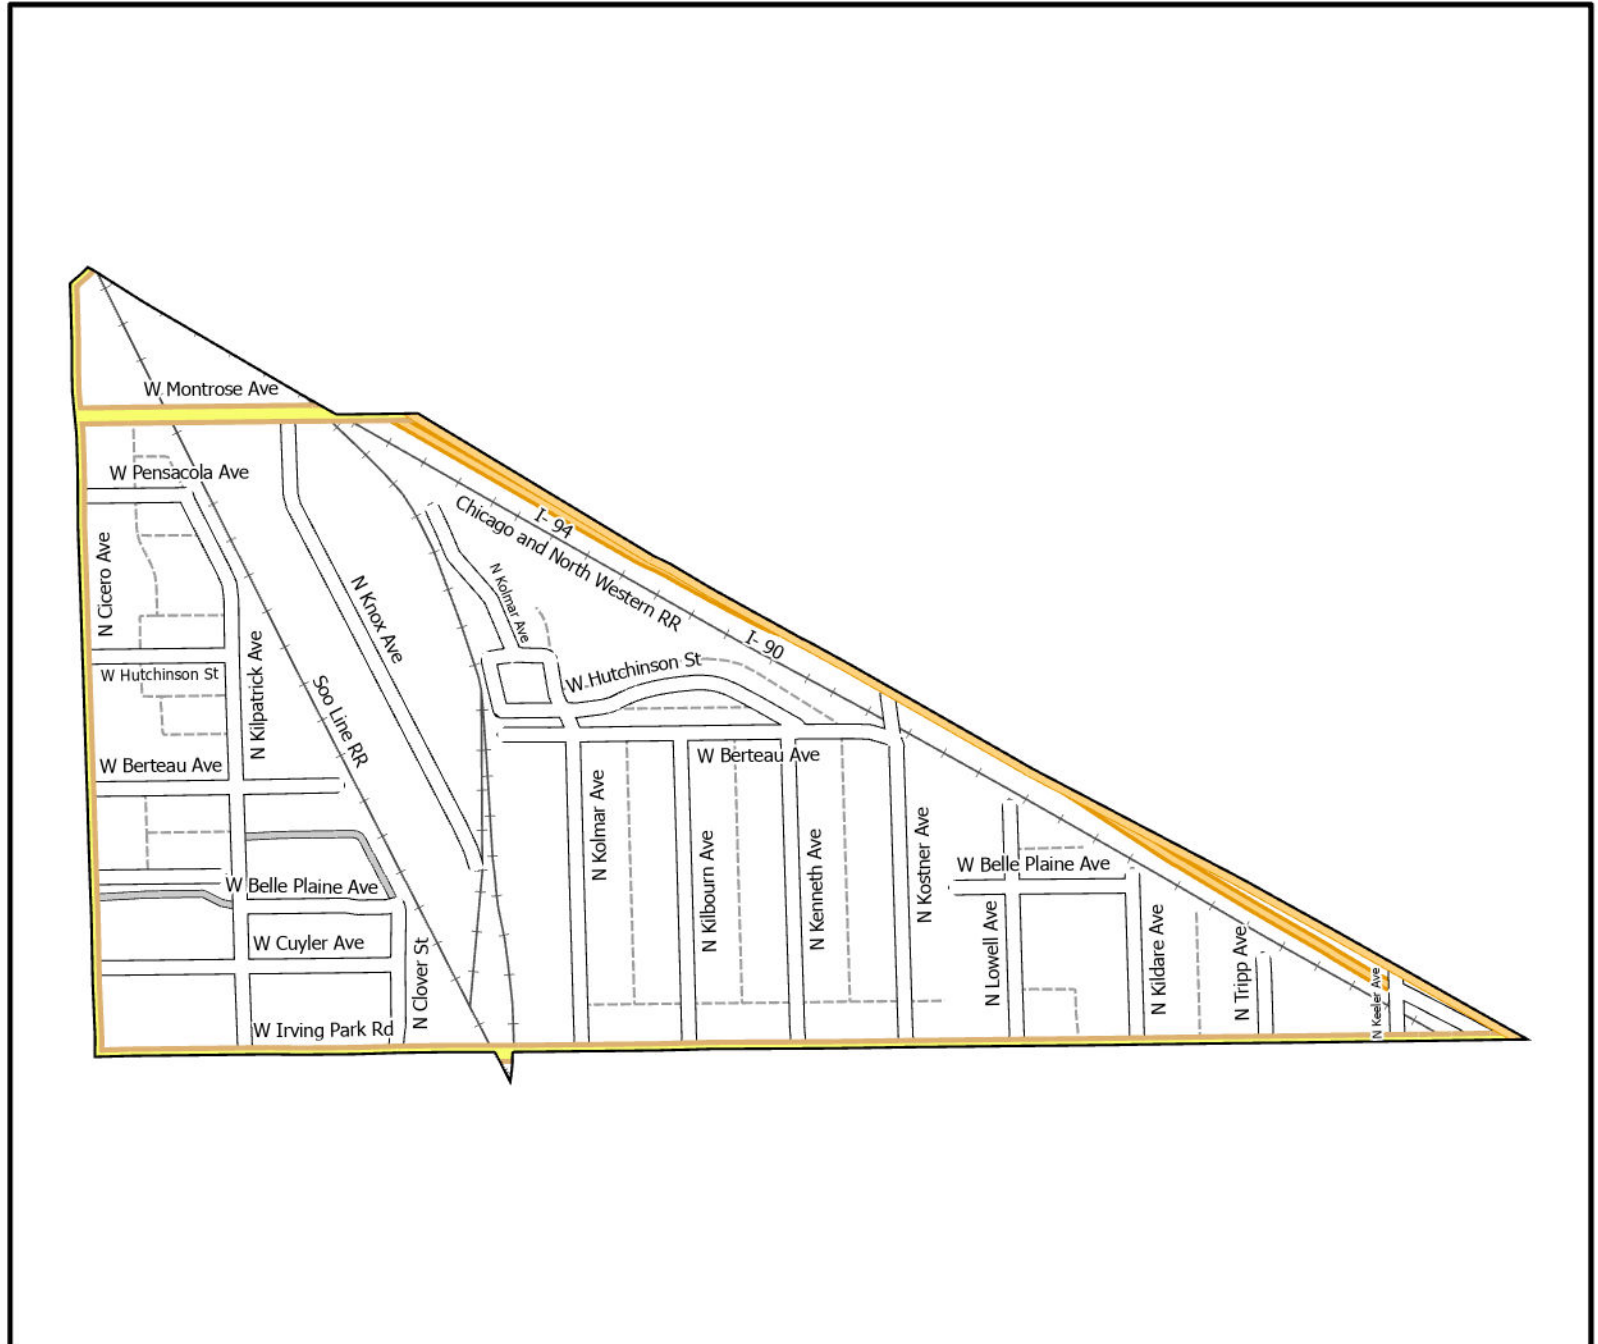 W Montrose Ave
W Pensacola Ave
N Cicero Ave
I- 94
Chicago and North Western RR
N Kolmar Ave
N Knox Ave
I- 90
N Kilpatrick Ave
W Hutchinson St
W Hutchinson St
Soo Line RR
W Berteau Ave
W Berteau Ave
N Kolmar Ave
N Kilbourn Ave
N Kenneth Ave
N Kostner Ave
W Belle Plaine Ave
W Belle Plaine Ave
N Lowell Ave
N Kildare Ave
N Tripp Ave
N Keeler Ave
W Cuyler Ave
N Clover St
W Irving Park Rd